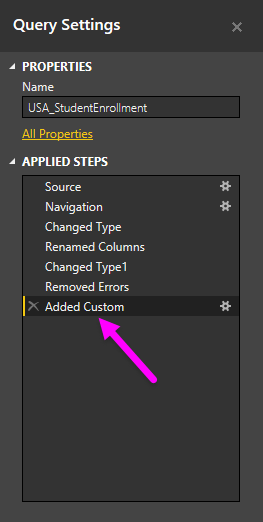 Query Settings
PROPERTIES
Name
USA_StudentEnrollment
All Properties
APPLIED STEPS
Source
Navigation
Changed Type
Renamed Columns
Changed Type1
Removed Errors
Added Custom